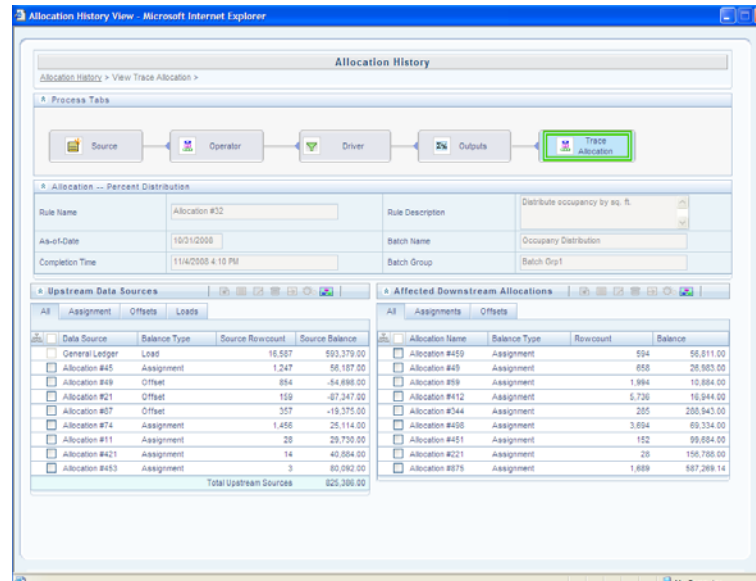 Allocation History View - Microsoft Internet Explorer
Allocation History
Allocation History > View Trace Allocation >
Process Tabs
Source Operator Driver Outputs Trace Allocation
Allocation -- Percent Distribution
Rule Name Allocation #32 Rule Description Distribute occupancy by sq. ft.
As-of-Date 10/31/2008 Batch Name Occupany Distribution
Completion Time 11/4/2008 4:18 PM Batch Group Batch Grp1
Upstream Data Sources Affected Downstream Allocations
All Assignment Offsets Loads All Assignments Offsets
Data Source Balance Type Source Rowcount Source Balance Allocation Name Balance Type Rowcount Balance
General Ledger Load 16,587 593,379.00 Allocation #459 Assignment 594 56,811.00
Allocation #45 Assignment 1,247 56,187.00 Allocation #49 Assignment 658 26,983.00
Allocation #49 Offset 854 -54,698.00 Allocation #59 Assignment 1,994 10,884.00
Allocation #21 Offset 159 -87,347.00 Allocation #412 Assignment 5,726 16,944.00
Allocation #87 Offset 357 -19,375.00 Allocation #344 Assignment 285 288,943.00
Allocation #74 Assignment 1,456 25,114.00 Allocation #498 Assignment 3,694 69,334.00
Allocation #11 Assignment 28 29,730.00 Allocation #451 Assignment 152 99,684.00
Allocation #421 Assignment 14 40,884.00 Allocation #221 Assignment 28 156,788.00
Allocation #453 Assignment 3 80,092.00 Allocation #875 Assignment 1,689 587,269.14
Total Upstream Sources 825,386.00